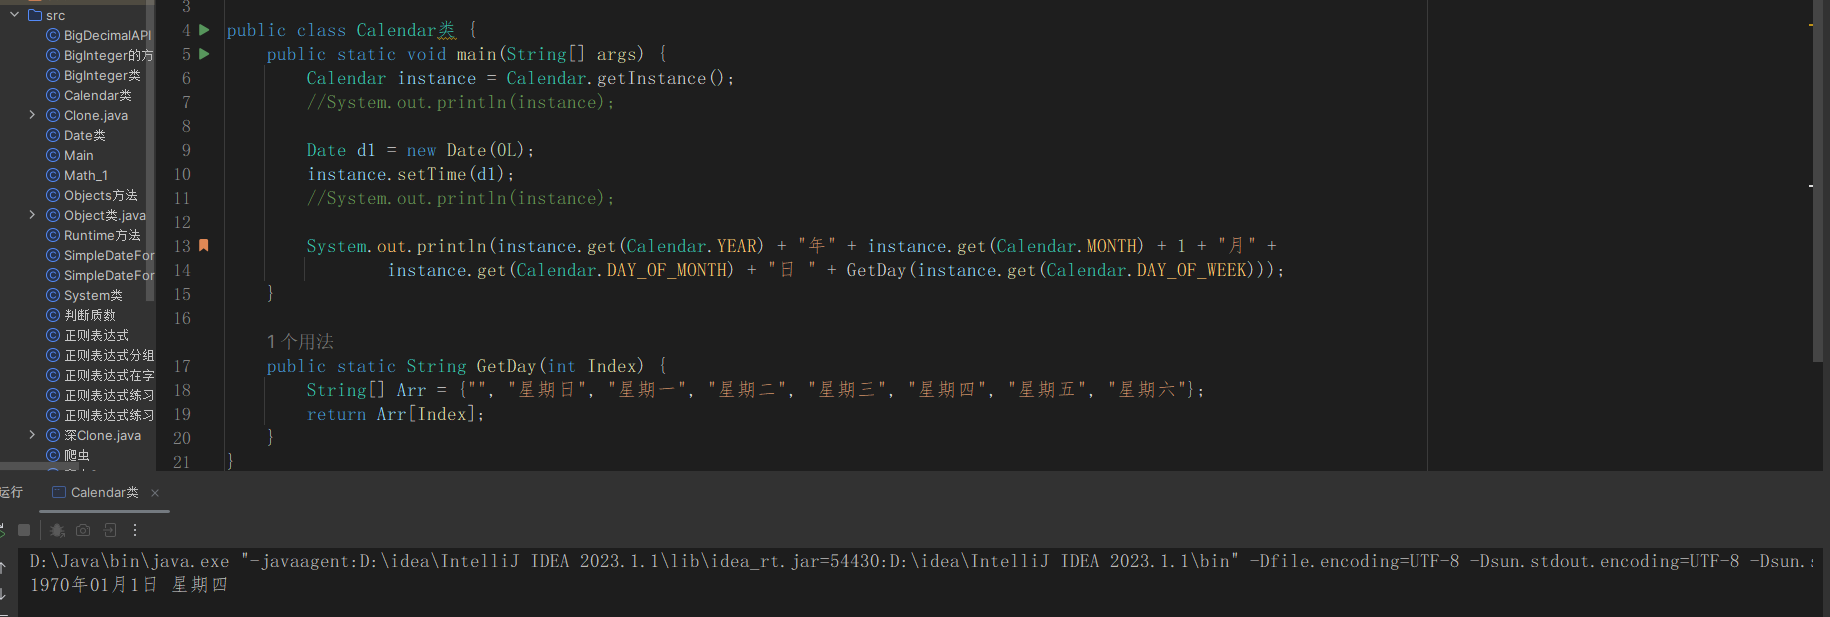 src
BigDecimalAPI
BigInteger的方
BigInteger类
Calendar类
Clone.java
Date类
Main
Math_1
Objects方法
Object类.java
Runtime方法
SimpleDateFor
SimpleDateFor
System类
判断质数
正则表达式
正则表达式分组
正则表达式在字
正则表达式练习
正则表达式练习
深Clone.java
爬虫
3
4 public class Calendar类 {
5 public static void main(String[] args) {
6 Calendar instance = Calendar.getInstance();
7 //System.out.println(instance);
8
9 Date d1 = new Date(0L);
10 instance.setTime(d1);
11 //System.out.println(instance);
12
13 System.out.println(instance.get(Calendar.YEAR) + "年" + instance.get(Calendar.MONTH) + 1 + "月" +
14 instance.get(Calendar.DAY_OF_MONTH) + "日 " + GetDay(instance.get(Calendar.DAY_OF_WEEK)));
15 }
16
1个用法
17 public static String GetDay(int Index) {
18 String[] Arr = {"", "星期日", "星期一", "星期二", "星期三", "星期四", "星期五", "星期六"};
19 return Arr[Index];
20 }
21 }
运行 Calendar类
D:\Java\bin\java.exe "-javaagent:D:\idea\IntelliJ IDEA 2023.1.1\lib\idea_rt.jar=54430:D:\idea\IntelliJ IDEA 2023.1.1\bin" -Dfile.encoding=UTF-8 -Dsun.stdout.encoding=UTF-8 -Dsun.s
1970年01月1日 星期四